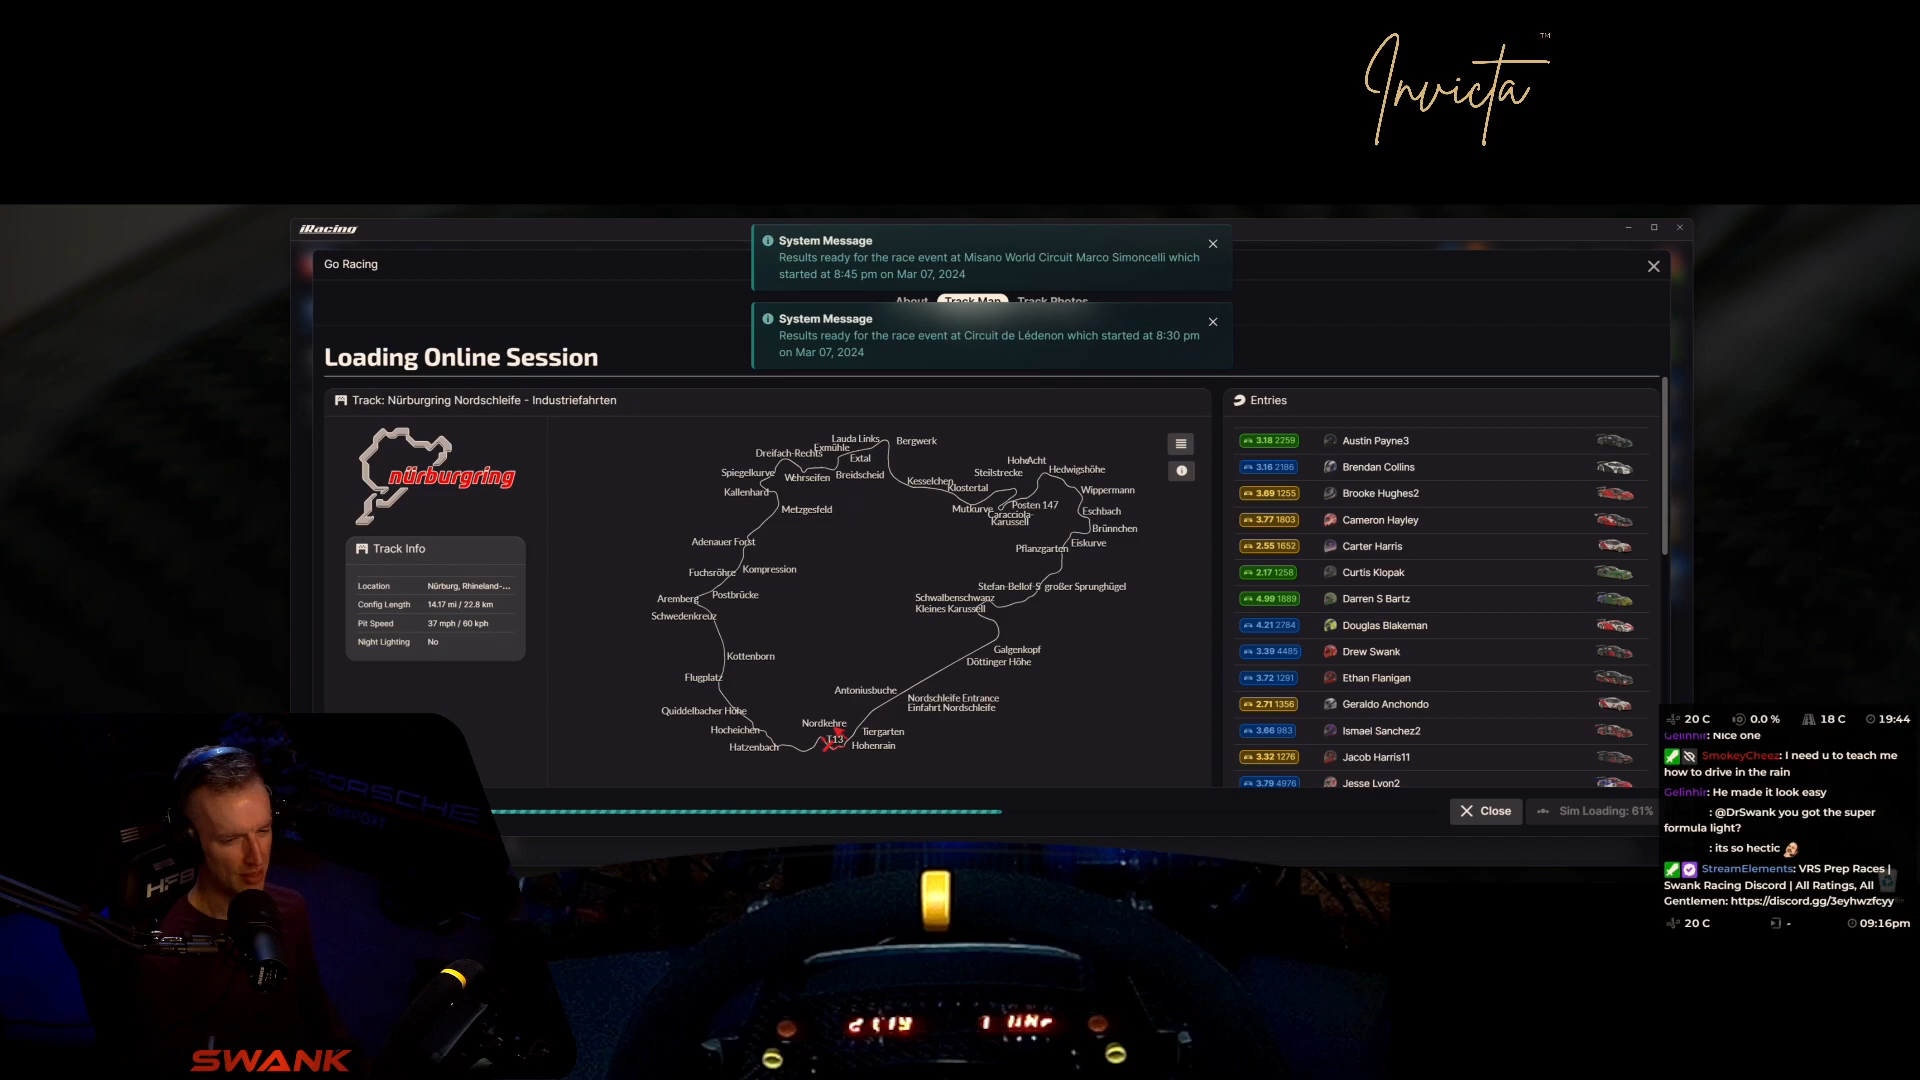 Invicta
TM
iRacing
Go Racing
System Message
Results ready for the race event at Misano World Circuit Marco Simoncelli which
started at 8:45 pm on Mar 07, 2024
About Track Map Track Photos
System Message
Results ready for the race event at Circuit de Lédenon which started at 8:30 pm
on Mar 07, 2024
Loading Online Session
Track: Nürburgring Nordschleife - Industriefahrten
nürburgring
Track Info
Location Nürburg, Rhineland-...
Config Length 14.17 mi / 22.8 km
Pit Speed 37 mph / 60 kph
Night Lighting No
Lauda Links
Bergwerk
Exmühle
Dreifach-Rechts
Extal
Spiegelkurve
Wehrseifen
Breidscheid
Kallenhard
Metzgesfeld
Adenauer Forst
Kompression
Fuchsröhre
Postbrücke
Aremberg
Schwedenkreuz
Kottenborn
Flugplatz
Quiddelbacher Höhe
Hocheichen
Hatzenbach
Nordkehre
T13
Tiergarten
Hohenrain
Antoniusbuche
Nordschleife Entrance
Einfahrt Nordschleife
Döttinger Höhe
Galgenkopf
Schwalbenschwanz
Kleines Karussell
Stefan-Bellof-S
großer Sprunghügel
Pflanzgarten
Eiskurve
Brünnchen
Eschbach
Wippermann
Hedwigshöhe
Hohe Acht
Steilstrecke
Posten 147
Caracciola-
Karussell
Mutkurve
Klostertal
Kesselchen
Entries
3.18 2259 Austin Payne3
3.16 2186 Brendan Collins
3.69 1255 Brooke Hughes2
3.77 1803 Cameron Hayley
2.55 1652 Carter Harris
2.17 1258 Curtis Klopak
4.99 1889 Darren S Bartz
4.21 2784 Douglas Blakeman
3.39 4485 Drew Swank
3.72 1291 Ethan Flanigan
2.71 1356 Geraldo Anchondo
3.66 983 Ismael Sanchez2
3.32 1276 Jacob Harris11
3.79 4976 Jesse Lyon2
Close
Sim Loading: 61%
20 C 0.0 % 18 C 19:44
Gelinhir: Nice one
SmokeyCheez: I need u to teach me
how to drive in the rain
Gelinhir: He made it look easy
: @DrSwank you got the super
formula light?
: its so hectic
StreamElements: VRS Prep Races |
Swank Racing Discord | All Ratings, All
Gentlemen: https://discord.gg/3eyhwzfcyy
20 C - 09:16pm
PORSCHE
HF8
SWANK